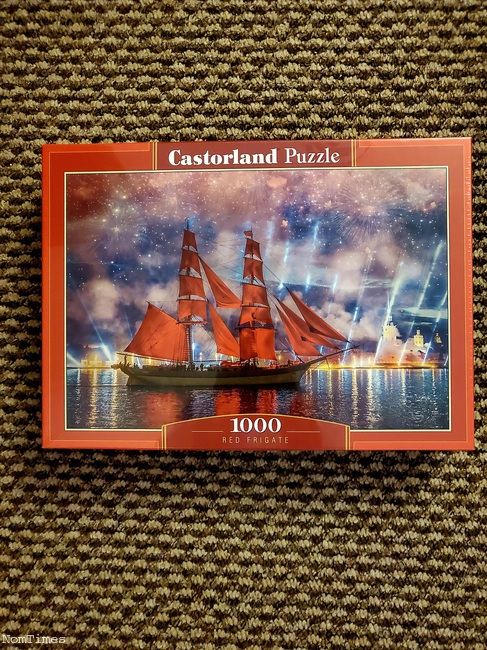 Castorland Puzzle
1000
RED FRIGATE
NomTimes